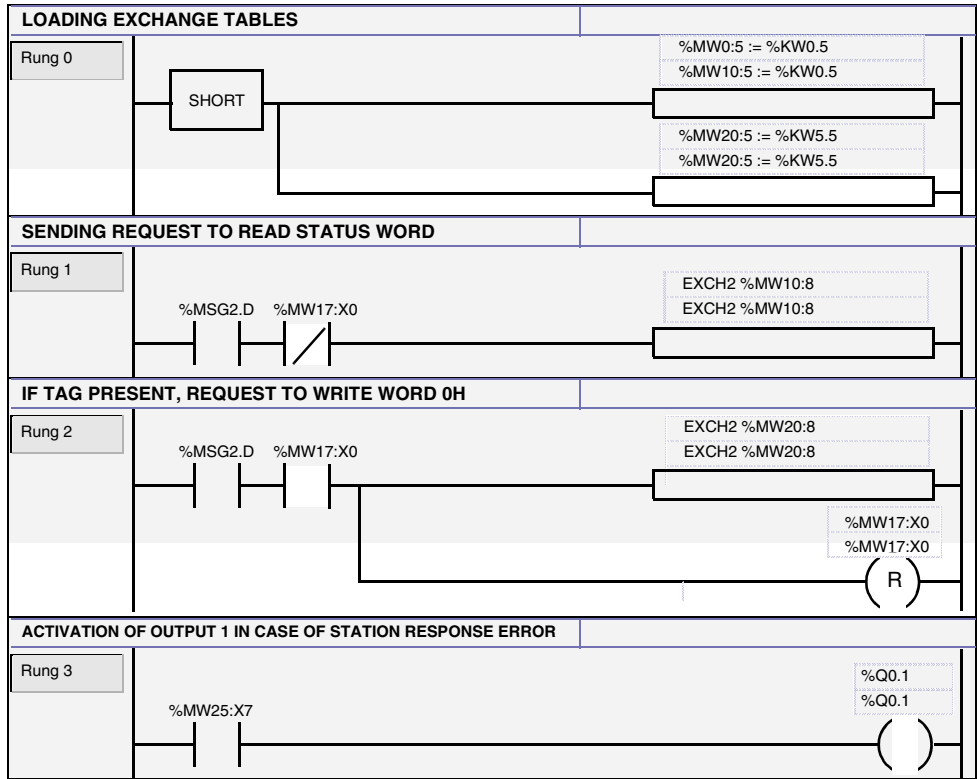 LOADING EXCHANGE TABLES
Rung 0
%MW0:5 := %KW0.5
%MW10:5 := %KW0.5
SHORT
%MW20:5 := %KW5.5
%MW20:5 := %KW5.5
SENDING REQUEST TO READ STATUS WORD
Rung 1
EXCH2 %MW10:8
%MSG2.D %MW17:X0
EXCH2 %MW10:8
IF TAG PRESENT, REQUEST TO WRITE WORD 0H
Rung 2
EXCH2 %MW20:8
%MSG2.D %MW17:X0
EXCH2 %MW20:8
%MW17:X0
%MW17:X0
R
ACTIVATION OF OUTPUT 1 IN CASE OF STATION RESPONSE ERROR
Rung 3
%Q0.1
%Q0.1
%MW25:X7